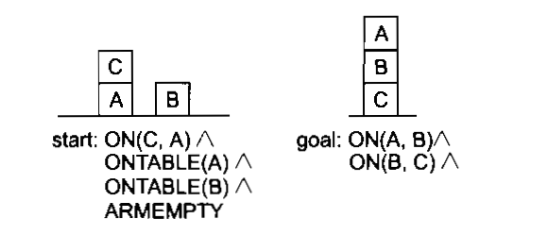 C
A
B
A
B
C
start: ON(C, A) ∧
ONTABLE(A) ∧
ONTABLE(B) ∧
ARMEMPTY
goal: ON(A, B)∧
ON(B, C) ∧